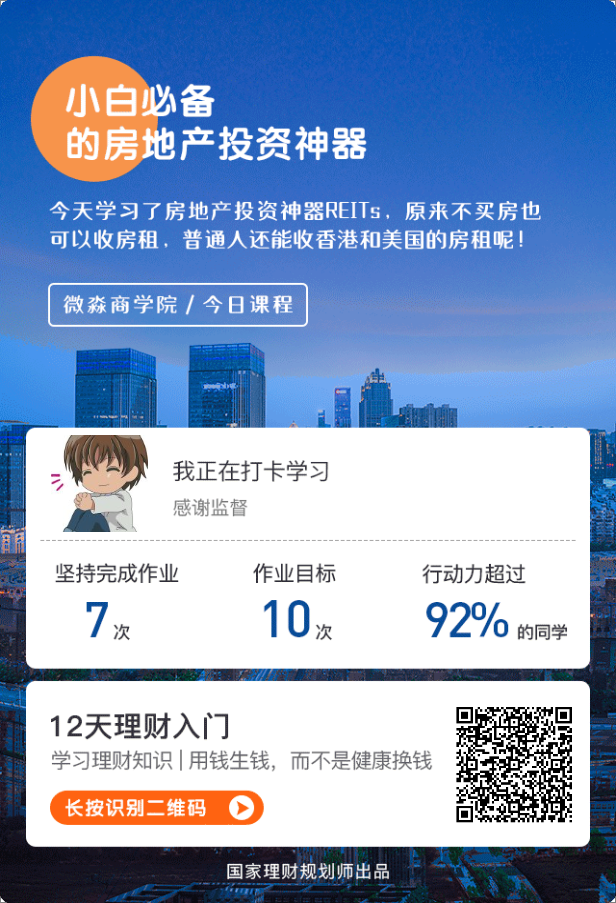 小白必备
的房地产投资神器
今天学习了房地产投资神器REITs，原来不买房也
可以收房租，普通人还能收香港和美国的房租呢！
微淼商学院 / 今日课程
我正在打卡学习
感谢监督
坚持完成作业 作业目标 行动力超过
7 次 10 次 92% 的同学
12天理财入门
学习理财知识 | 用钱生钱，而不是健康换钱
长按识别二维码
国家理财规划师出品